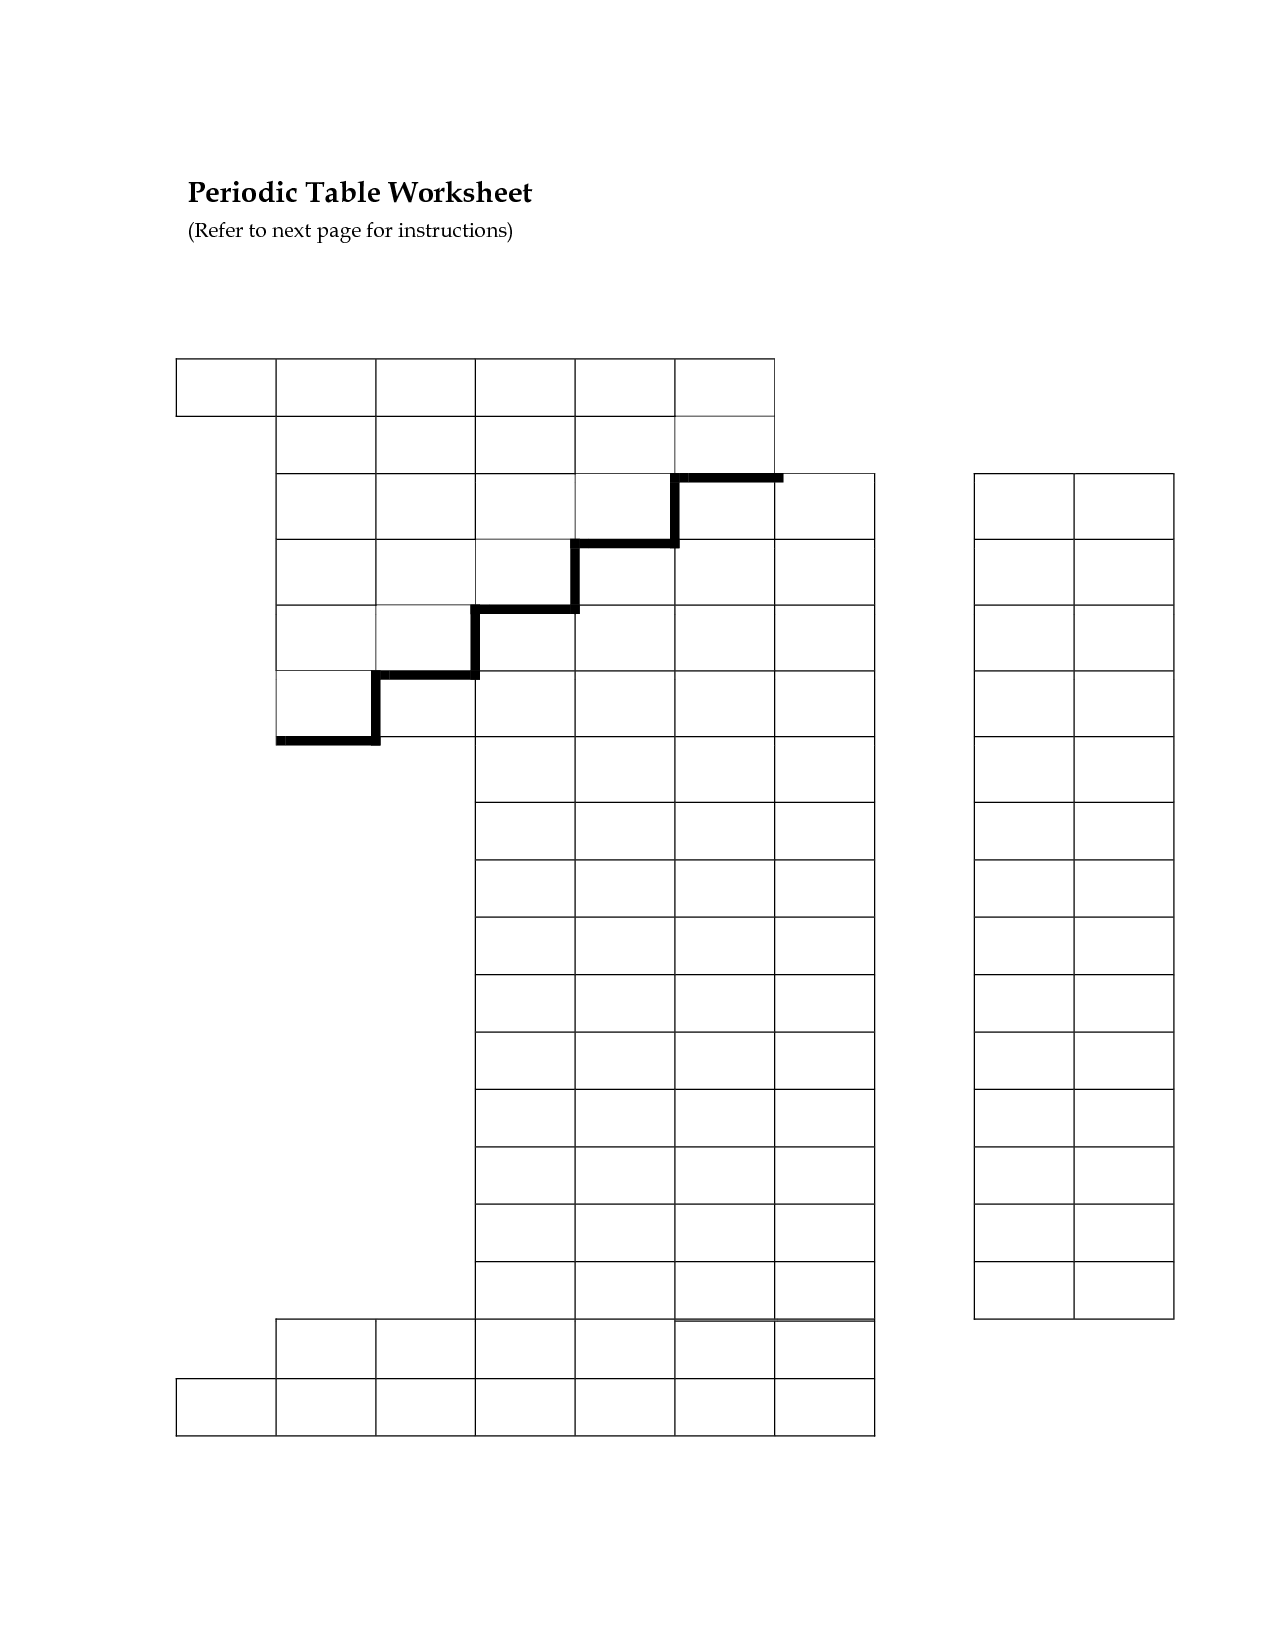 Periodic Table Worksheet
(Refer to next page for instructions)